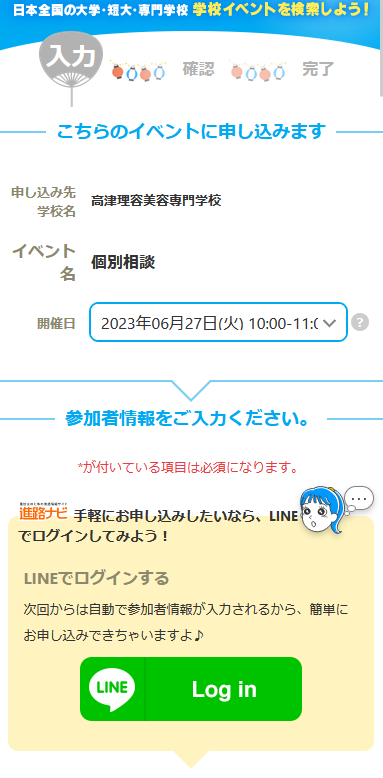 日本全国の大学・短大・専門学校 学校イベントを検索しよう!
入力
確認
完了
こちらのイベントに申し込みます
申し込み先
学校名
高津理容美容専門学校
イベント
名
個別相談
開催日
2023年06月27日(火) 10:00-11:0
?
参加者情報をご入力ください。
*が付いている項目は必須になります。
進路ナビ 手軽にお申し込みしたいなら、LINE
でログインしてみよう!
LINEでログインする
次回からは自動で参加者情報が入力されるから、簡単に
お申し込みできちゃいますよ♪
LINE
Log in